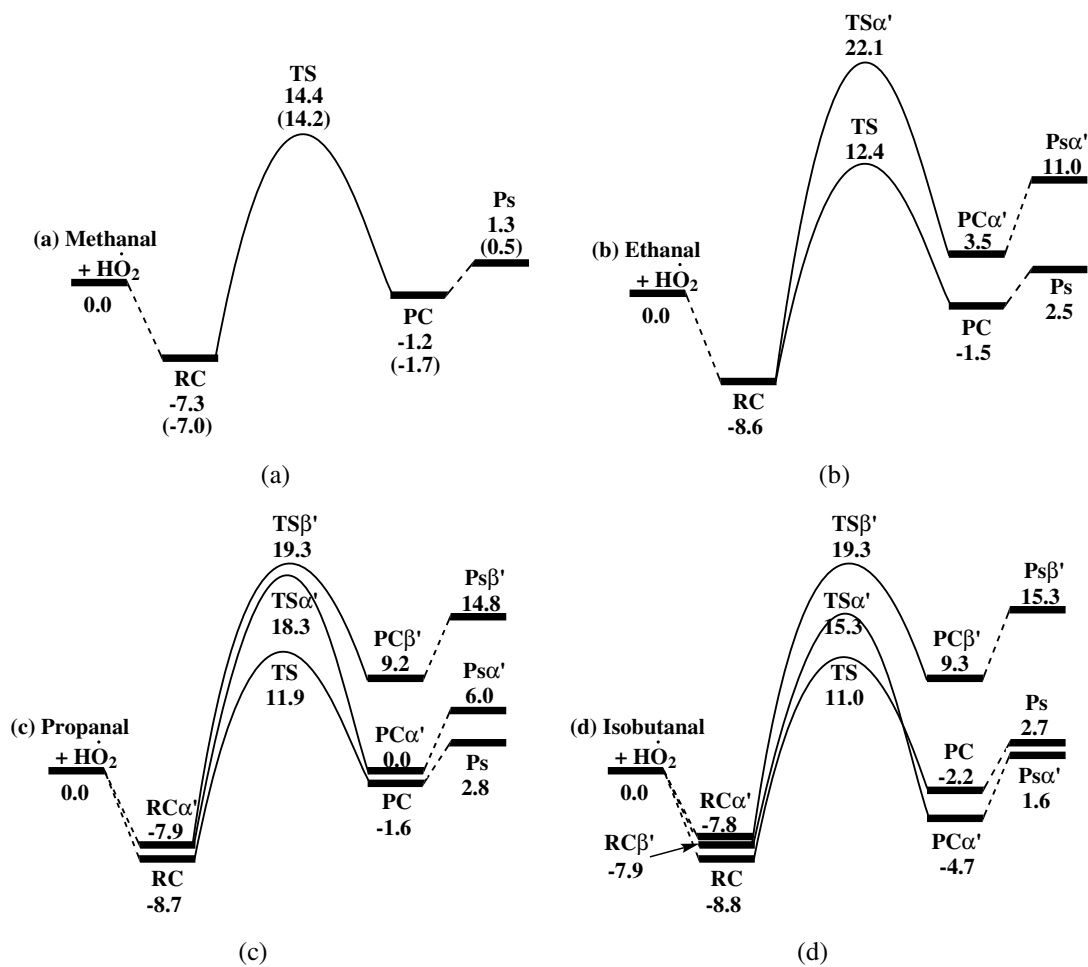 TS
14.4
(14.2)
Ps
1.3
(0.5)
(a) Methanal
+ HO2
0.0
PC
-1.2
(-1.7)
RC
-7.3
(-7.0)
(a)
TSα'
22.1
TS
12.4
Psα'
11.0
PCα'
3.5
(b) Ethanal
+ HO2
0.0
Ps
2.5
PC
-1.5
RC
-8.6
(b)
TSβ'
19.3
TSα'
18.3
TS
11.9
Psβ'
14.8
PCβ'
9.2
Psα'
6.0
(c) Propanal
+ HO2
0.0
PCα'
0.0
Ps
2.8
PC
-1.6
RCα'
-7.9
RC
-8.7
(c)
TSβ'
19.3
TSα'
15.3
TS
11.0
Psβ'
15.3
PCβ'
9.3
Ps
2.7
(d) Isobutanal
+ HO2
0.0
PC
-2.2
Psα'
1.6
RCα'
-7.8
RCβ'
-7.9
PCα'
-4.7
RC
-8.8
(d)